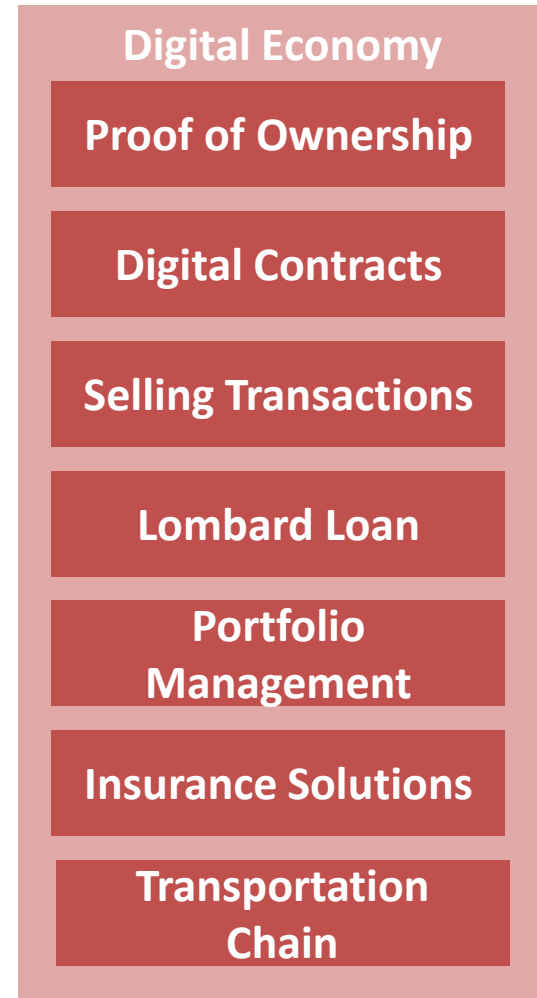 Digital Economy
Proof of Ownership
Digital Contracts
Selling Transactions
Lombard Loan
Portfolio
Management
Insurance Solutions
Transportation
Chain